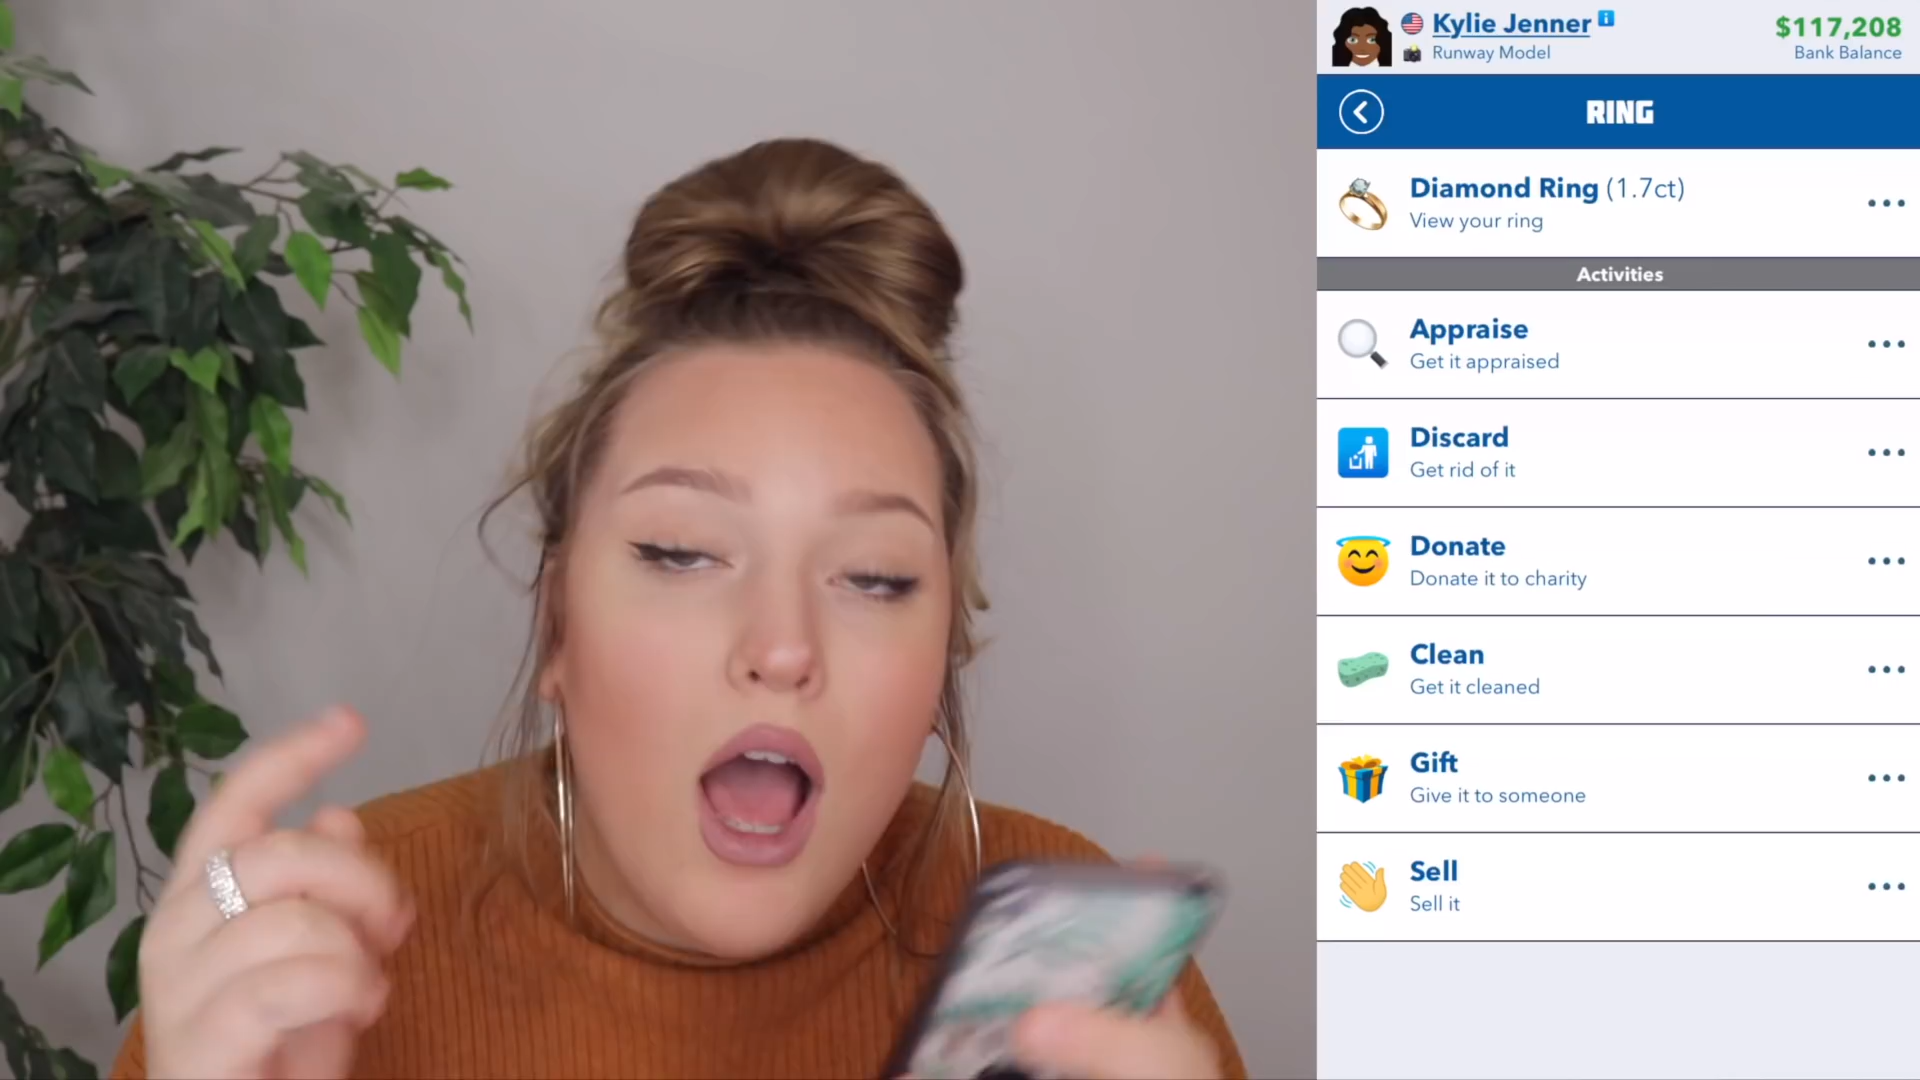 Kylie Jenner
$117,208
Runway Model
Bank Balance
RING
Diamond Ring (1.7ct)
View your ring
Activities
Appraise
Get it appraised
Discard
Get rid of it
Donate
Donate it to charity
Clean
Get it cleaned
Gift
Give it to someone
Sell
Sell it